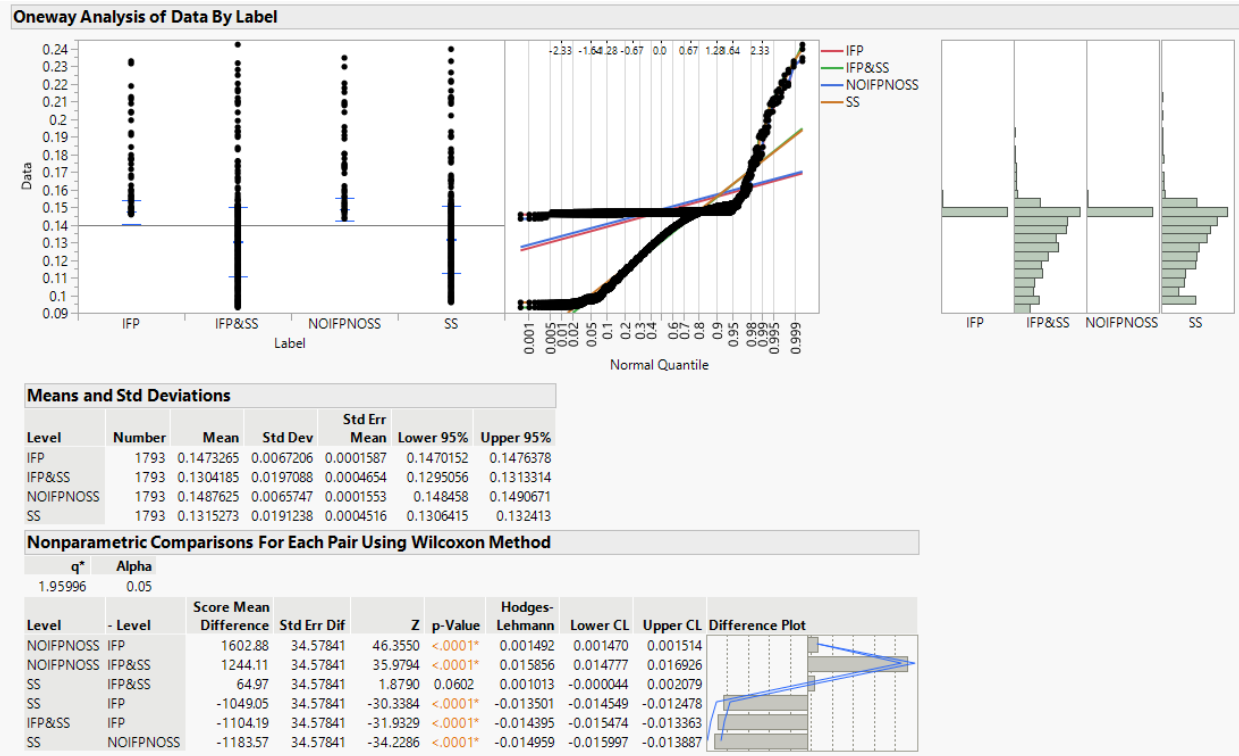 Oneway Analysis of Data By Label
0.24
0.23
0.22
0.21
0.2
0.19
0.18
0.17
0.16
0.15
0.14
0.13
0.12
0.11
0.1
0.09
Data
IFP IFP&SS NOIFPNOSS SS
Label
-2.33 -1.64 -1.28 -0.67 0.0 0.67 1.28 1.64 2.33
0.001 0.005 0.01 0.02 0.05 0.1 0.2 0.3 0.4 0.6 0.7 0.8 0.9 0.95 0.98 0.99 0.995 0.999
Normal Quantile
IFP
IFP&SS
NOIFPNOSS
SS
IFP IFP&SS NOIFPNOSS SS
Means and Std Deviations
Std Err
Level Number Mean Std Dev Mean Lower 95% Upper 95%
IFP 1793 0.1473265 0.0067206 0.0001587 0.1470152 0.1476378
IFP&SS 1793 0.1304185 0.0197088 0.0004654 0.1295056 0.1313314
NOIFPNOSS 1793 0.1487625 0.0065747 0.0001553 0.148458 0.1490671
SS 1793 0.1315273 0.0191238 0.0004516 0.1306415 0.132413
Nonparametric Comparisons For Each Pair Using Wilcoxon Method
q* Alpha
1.95996 0.05
Score Mean Hodges-
Level - Level Difference Std Err Dif Z p-Value Lehmann Lower CL Upper CL Difference Plot
NOIFPNOSS IFP 1602.88 34.57841 46.3550 <.0001* 0.001492 0.001470 0.001514
NOIFPNOSS IFP&SS 1244.11 34.57841 35.9794 <.0001* 0.015856 0.014777 0.016926
SS IFP&SS 64.97 34.57841 1.8790 0.0602 0.001013 -0.000044 0.002079
SS IFP -1049.05 34.57841 -30.3384 <.0001* -0.013501 -0.014549 -0.012478
IFP&SS IFP -1104.19 34.57841 -31.9329 <.0001* -0.014395 -0.015474 -0.013363
SS NOIFPNOSS -1183.57 34.57841 -34.2286 <.0001* -0.014959 -0.015997 -0.013887